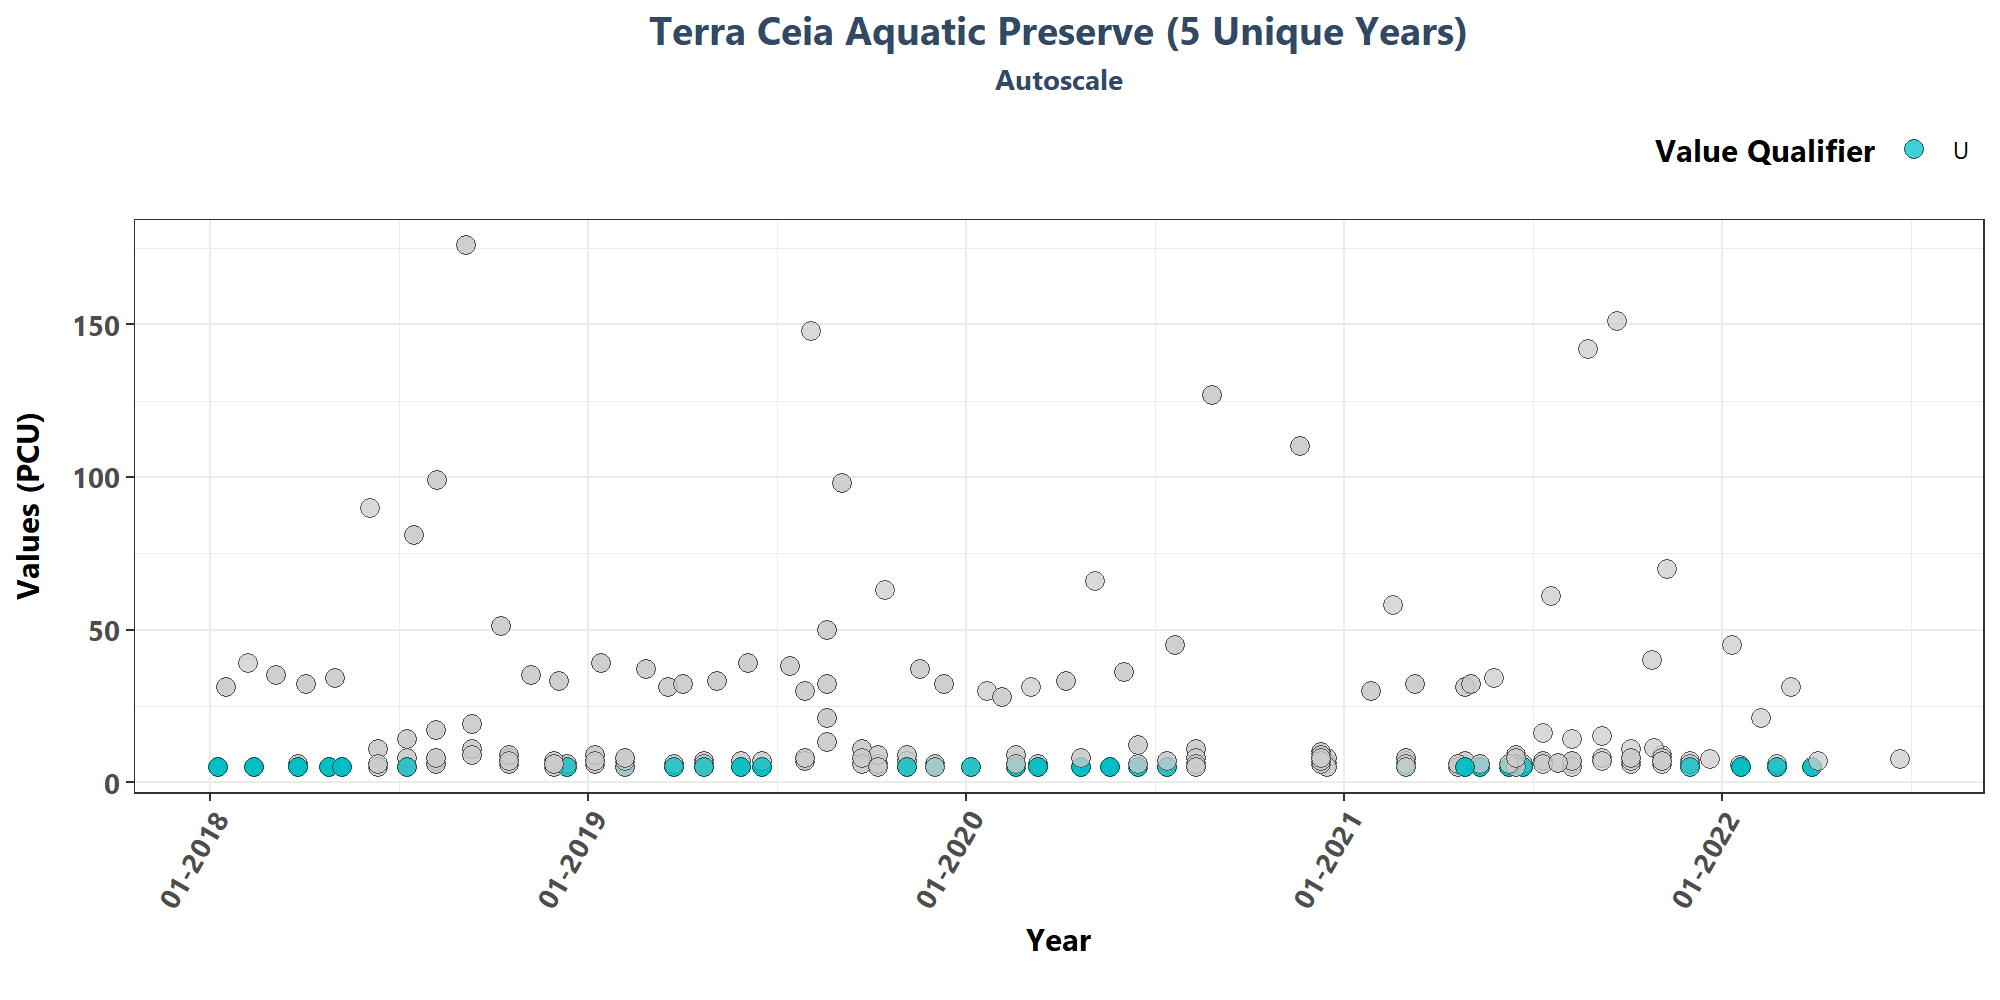 Terra Ceia Aquatic Preserve (5 Unique Years)
Autoscale
Value Qualifier U
Values (PCU)
150
100
50
0
01-2018 01-2019 01-2020 01-2021 01-2022
Year